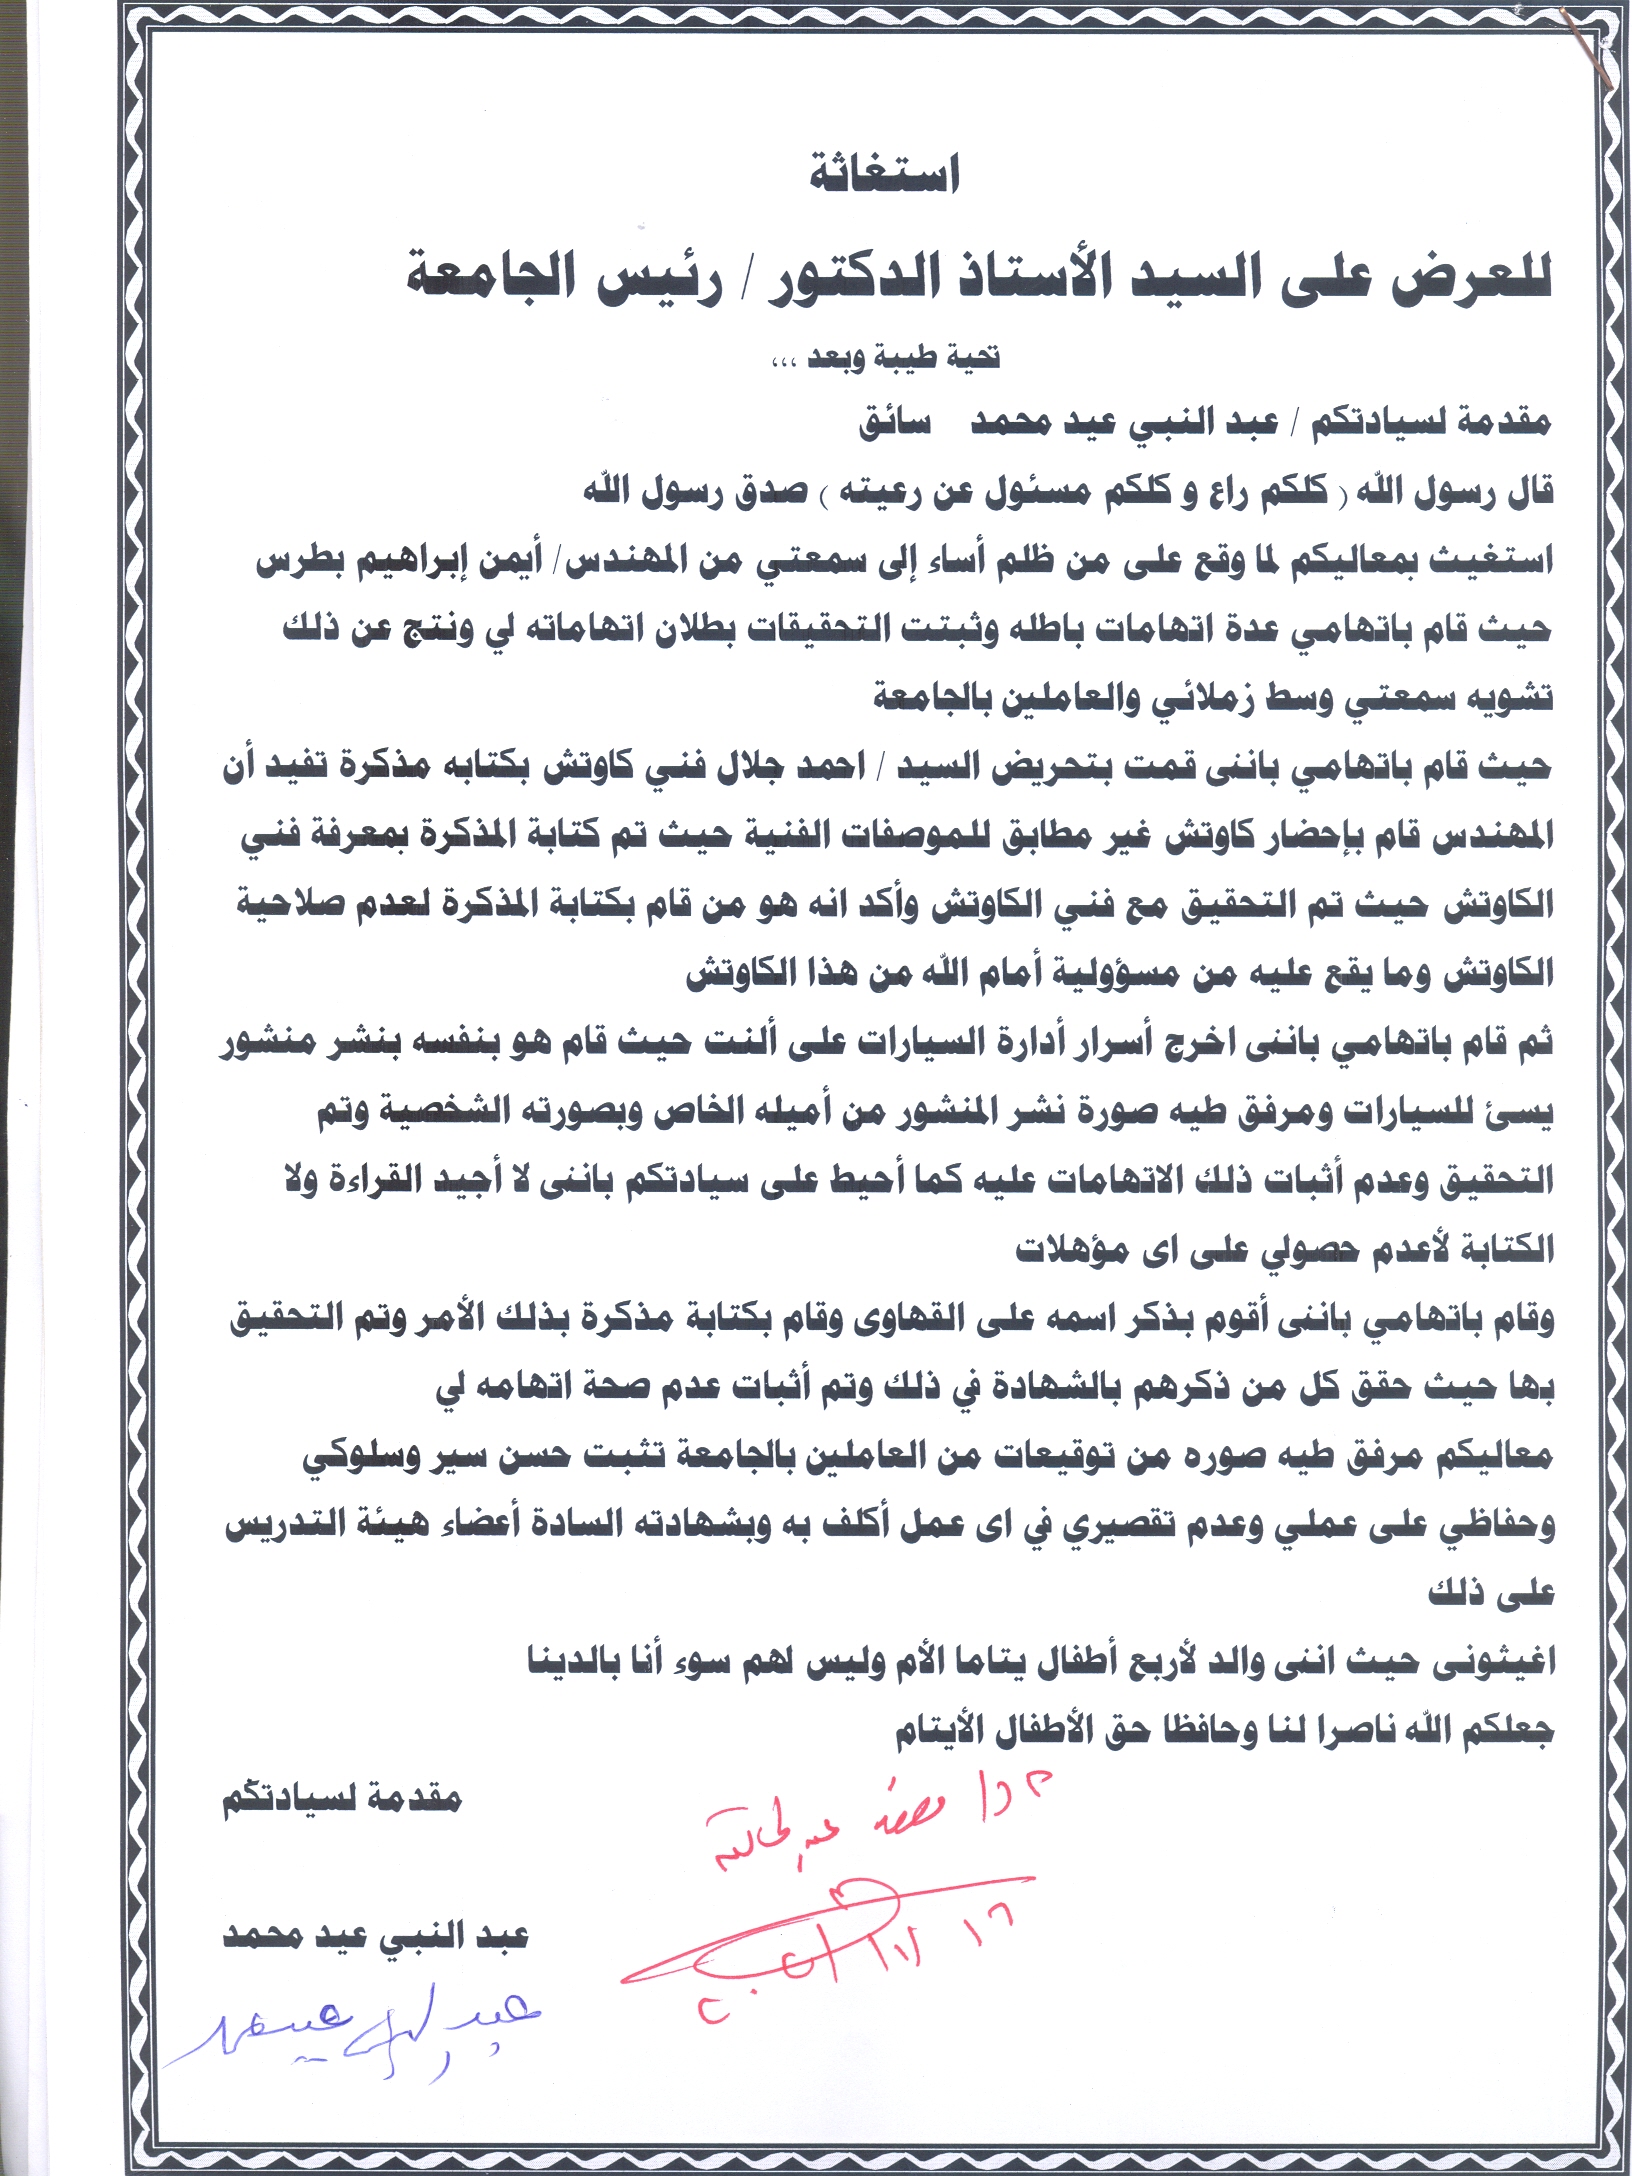 استغاثة
للعرض على السيد الأستاذ الدكتور / رئيس الجامعة
تحية طيبة وبعد ،،،
مقدمة لسيادتكم / عبد النبي عيد محمد سائق
قال رسول الله ( كلكم راع و كلكم مسئول عن رعيته ) صدق رسول الله
استغيث بمعاليكم لما وقع على من ظلم أساء إلى سمعتي من المهندس/ أيمن إبراهيم بطرس
حيث قام باتهامي عدة اتهامات باطله وثبتت التحقيقات بطلان اتهاماته لي ونتج عن ذلك
تشويه سمعتي وسط زملائي والعاملين بالجامعة
حيث قام باتهامي باننى قمت بتحريض السيد / احمد جلال فني كاوتش بكتابه مذكرة تفيد أن
المهندس قام بإحضار كاوتش غير مطابق للموصفات الفنية حيث تم كتابة المذكرة بمعرفة فني
الكاوتش حيث تم التحقيق مع فني الكاوتش وأكد انه هو من قام بكتابة المذكرة لعدم صلاحية
الكاوتش وما يقع عليه من مسؤولية أمام الله من هذا الكاوتش
ثم قام باتهامي باننى اخرج أسرار أدارة السيارات على ألنت حيث قام هو بنفسه بنشر منشور
يسئ للسيارات ومرفق طيه صورة نشر المنشور من أميله الخاص وبصورته الشخصية وتم
التحقيق وعدم أثبات ذلك الاتهامات عليه كما أحيط على سيادتكم باننى لا أجيد القراءة ولا
الكتابة لأعدم حصولي على اى مؤهلات
وقام باتهامي باننى أقوم بذكر اسمه على القهاوى وقام بكتابة مذكرة بذلك الأمر وتم التحقيق
بها حيث حقق كل من ذكرهم بالشهادة في ذلك وتم أثبات عدم صحة اتهامه لي
معاليكم مرفق طيه صوره من توقيعات من العاملين بالجامعة تثبت حسن سير وسلوكي
وحفاظي على عملي وعدم تقصيري في اى عمل أكلف به وبشهادته السادة أعضاء هيئة التدريس
على ذلك
اغيثونى حيث اننى والد لأربع أطفال يتاما الأم وليس لهم سوء أنا بالدينا
جعلكم الله ناصرا لنا وحافظا حق الأطفال الأيتام
مقدمة لسيادتكم
عبد النبي عيد محمد